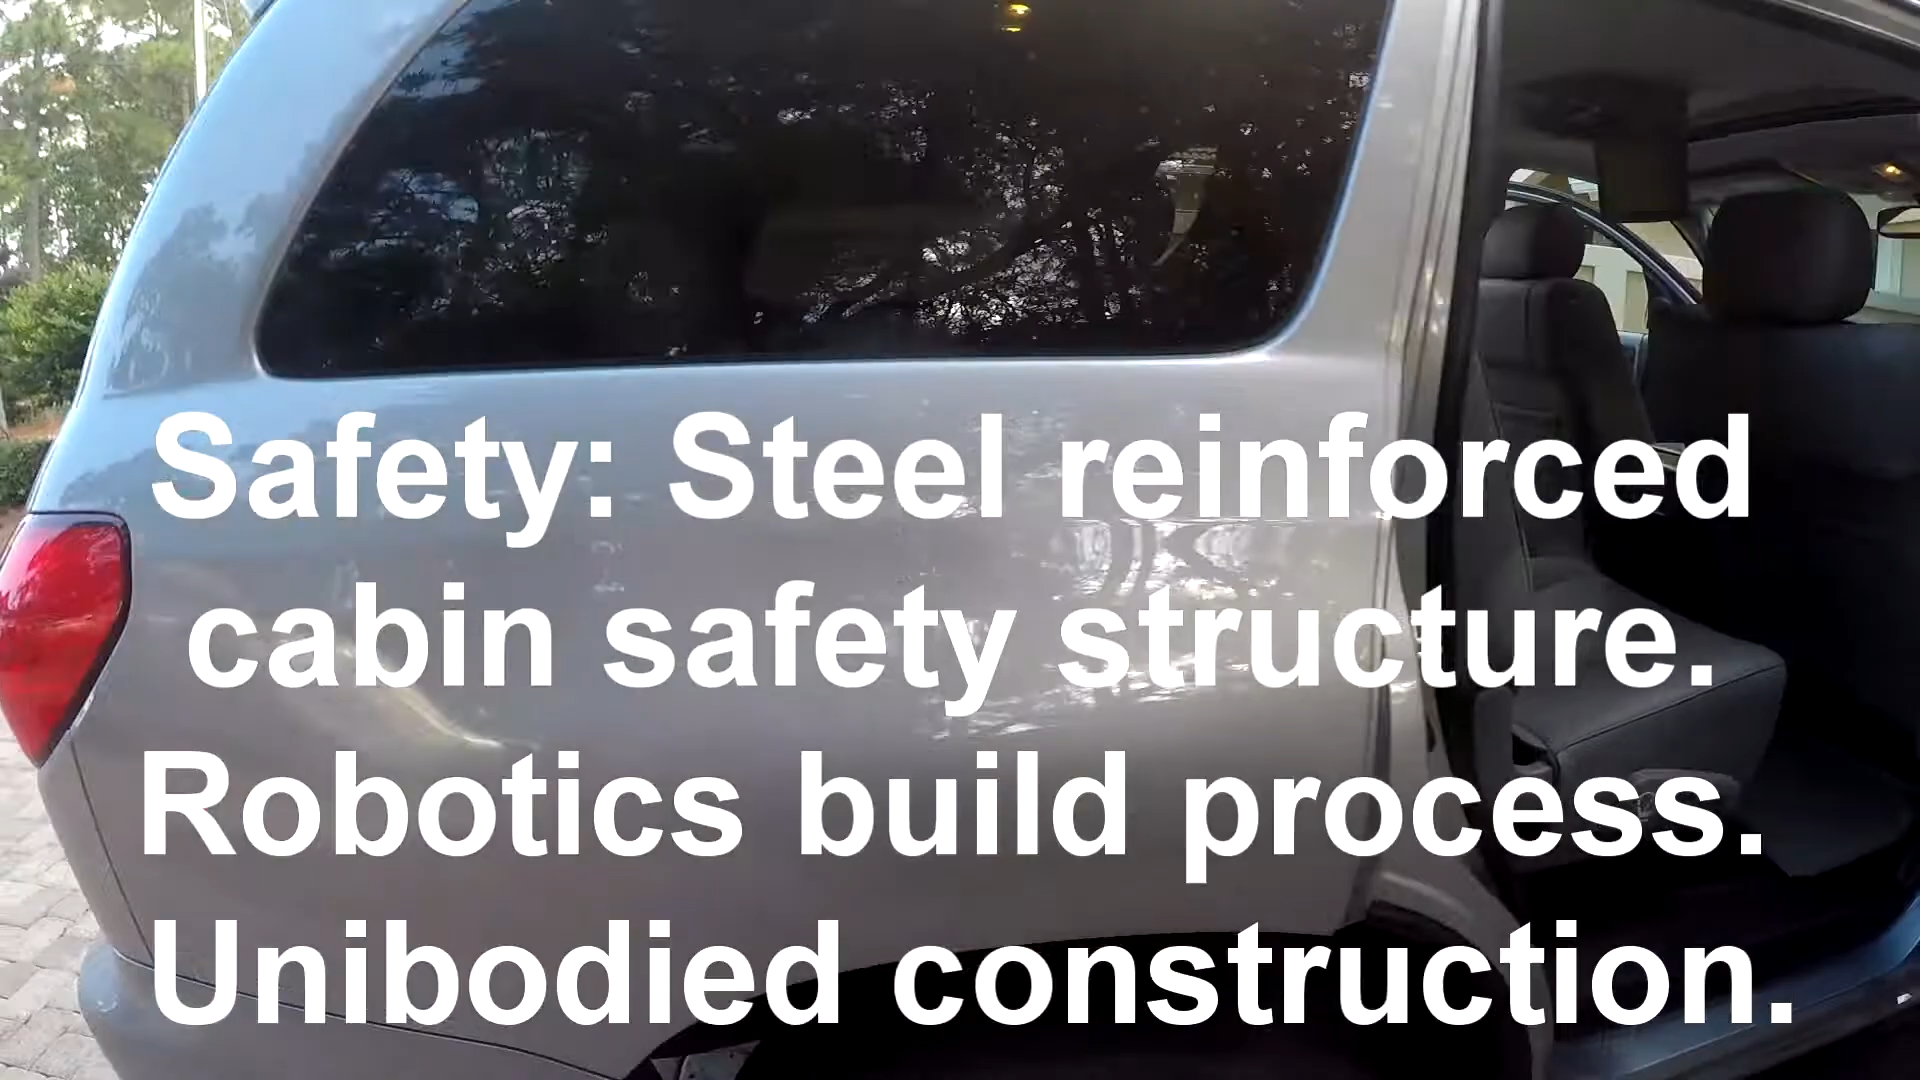 Safety: Steel reinforced
cabin safety structure.
Robotics build process.
Unibodied construction.